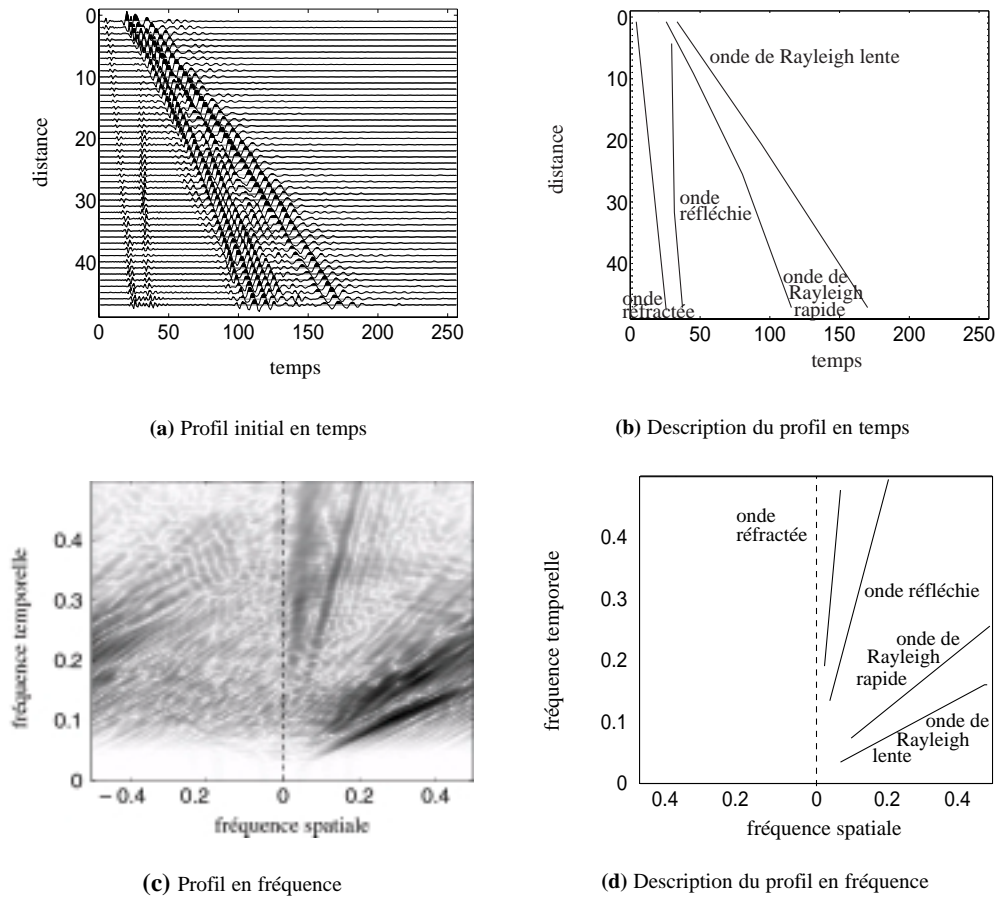 0
10
20
30
40
distance
0 50 100 150 200 250
temps
(a) Profil initial en temps
0
10
20
30
40
distance
onde de Rayleigh lente
onde
réfléchie
onde de
Rayleigh
rapide
onde
réfractée
0 50 100 150 200 250
temps
(b) Description du profil en temps
0.4
0.3
0.2
0.1
0
fréquence temporelle
− 0.4 0.2 0 0.2 0.4
fréquence spatiale
(c) Profil en fréquence
0.4
0.3
0.2
0.1
0
fréquence temporelle
onde
réfractée
onde réfléchie
onde de
Rayleigh
rapide
onde de
Rayleigh
lente
0.4 0.2 0 0.2 0.4
fréquence spatiale
(d) Description du profil en fréquence